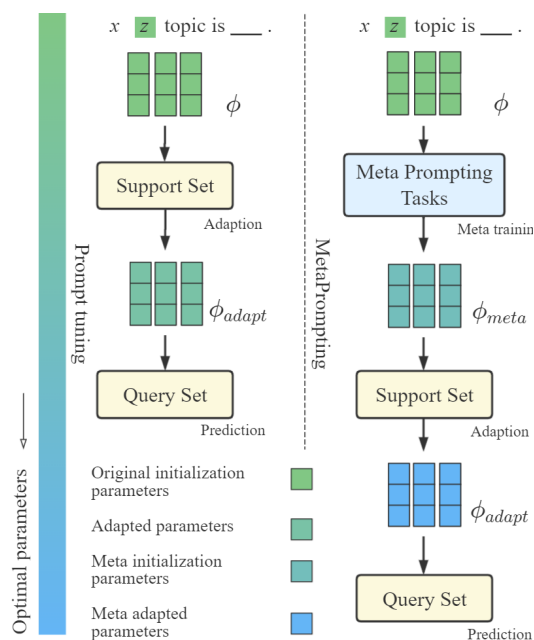 x z topic is ___ .
ϕ
Support Set
Adaption
ϕadapt
Query Set
Prediction
Prompt tuning
Optimal parameters
x z topic is ___ .
ϕ
Meta Prompting
Tasks
Meta trainin
ϕmeta
Support Set
Adaption
ϕadapt
Query Set
Prediction
MetaPrompting
Original initialization
parameters
Adapted parameters
Meta initialization
parameters
Meta adapted
parameters